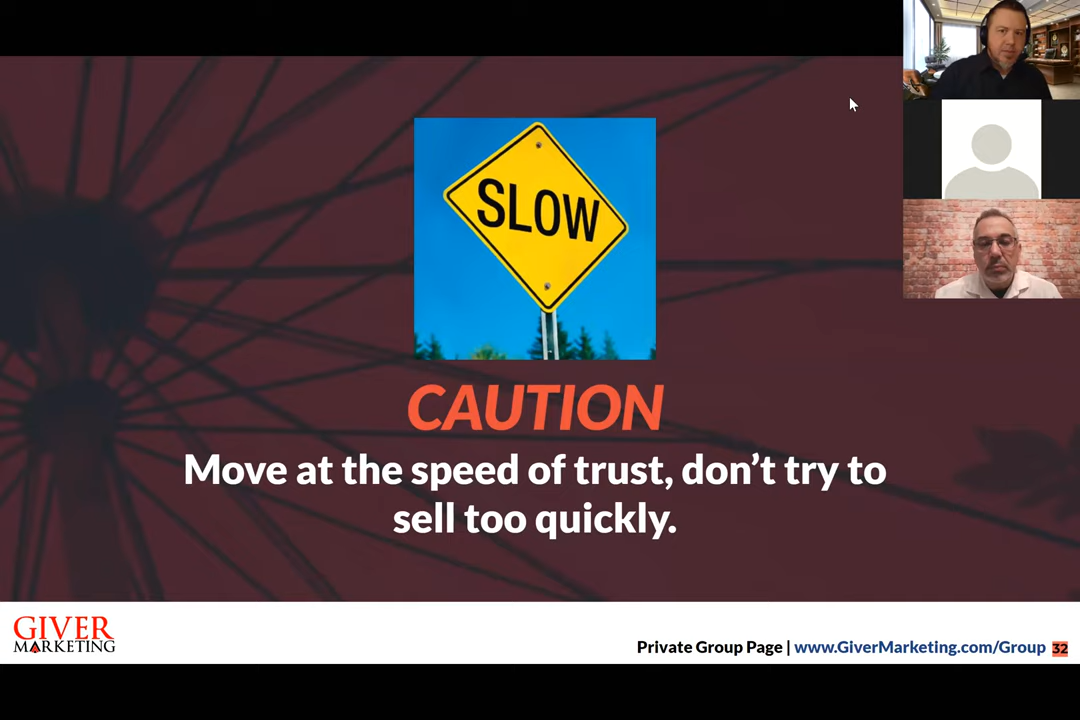 SLOW
CAUTION
Move at the speed of trust, don’t try to
sell too quickly.
GIVER
MARKETING
Private Group Page | www.GiverMarketing.com/Group 32